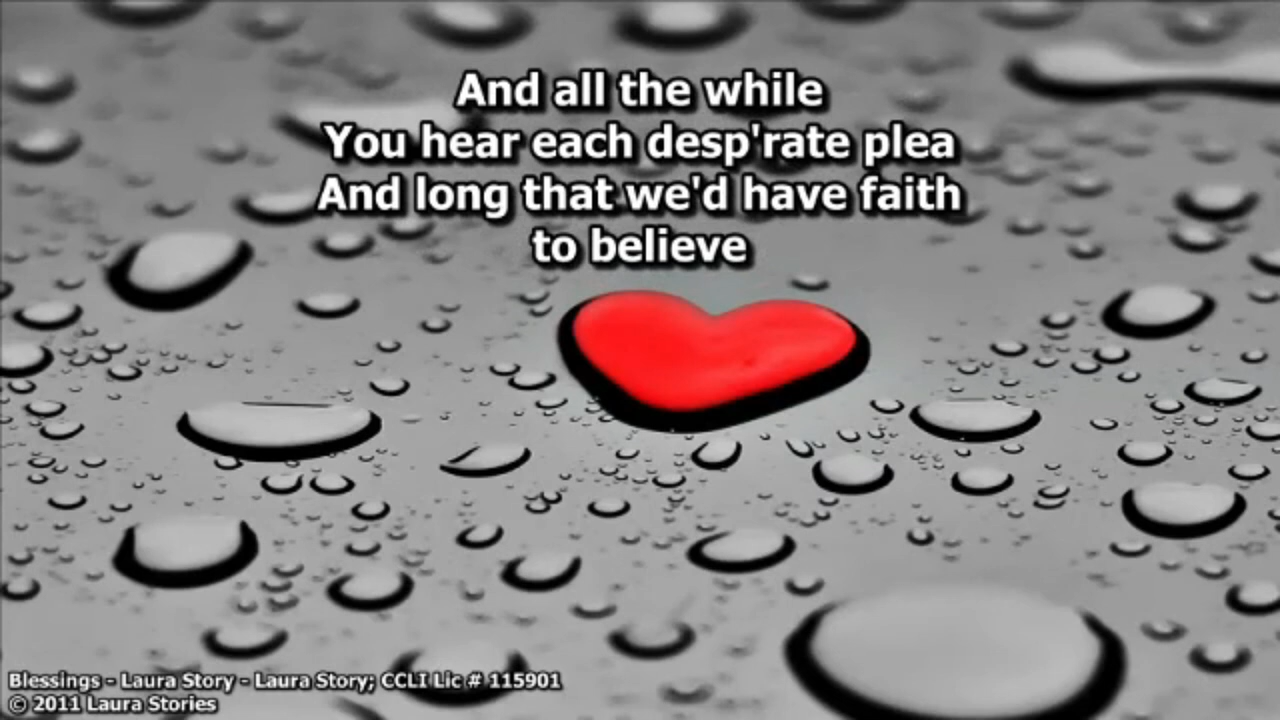 And all the while
You hear each desp'rate plea
And long that we'd have faith
to believe
Blessings - Laura Story - Laura Story; CCLI Lic # 115901
© 2011 Laura Stories